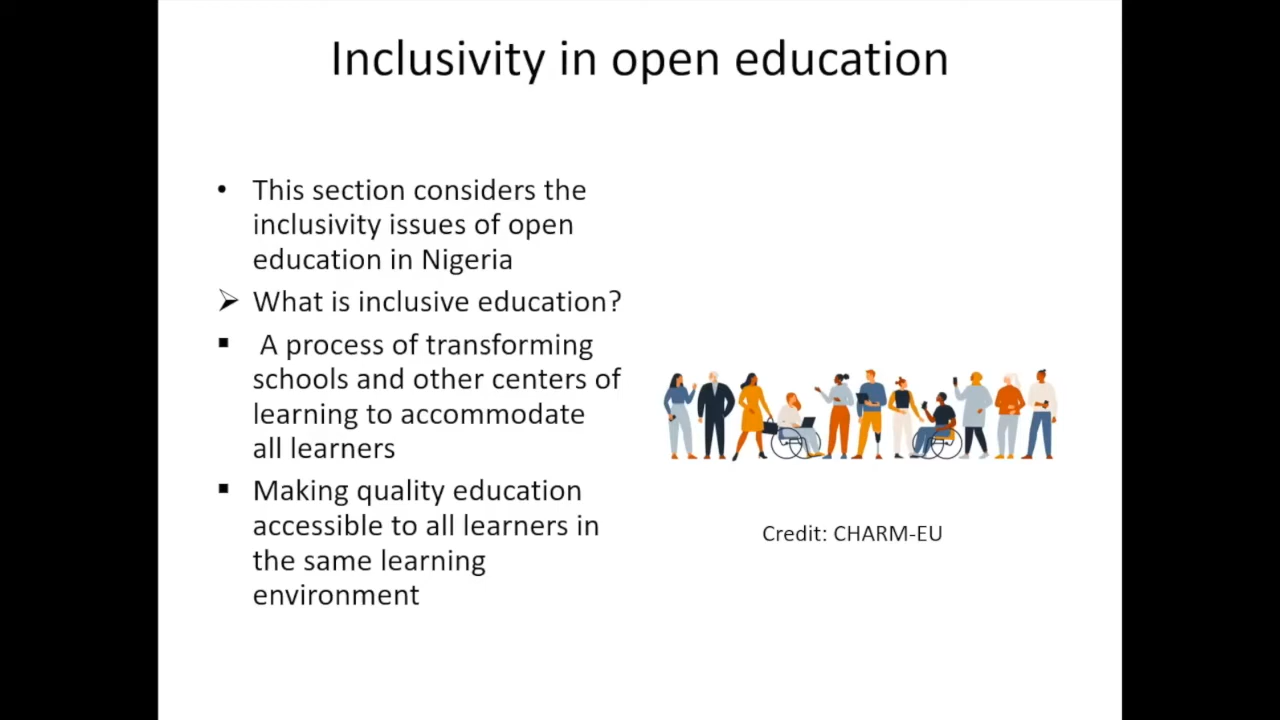 Inclusivity in open education
• This section considers the
inclusivity issues of open
education in Nigeria
➢ What is inclusive education?
▪ A process of transforming
schools and other centers of
learning to accommodate
all learners
▪ Making quality education
accessible to all learners in
the same learning
environment
Credit: CHARM-EU